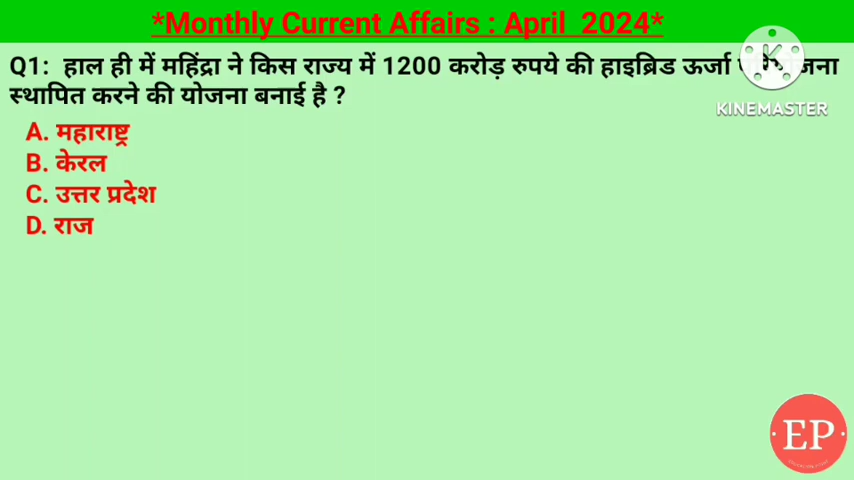 *Monthly Current Affairs : April 2024*
Q1: हाल ही में महिंद्रा ने किस राज्य में 1200 करोड़ रुपये की हाइब्रिड ऊर्जा
स्थापित करने की योजना बनाई है ?
A. महाराष्ट्र
B. केरल
C. उत्तर प्रदेश
D. राज
KINEMASTER
EP